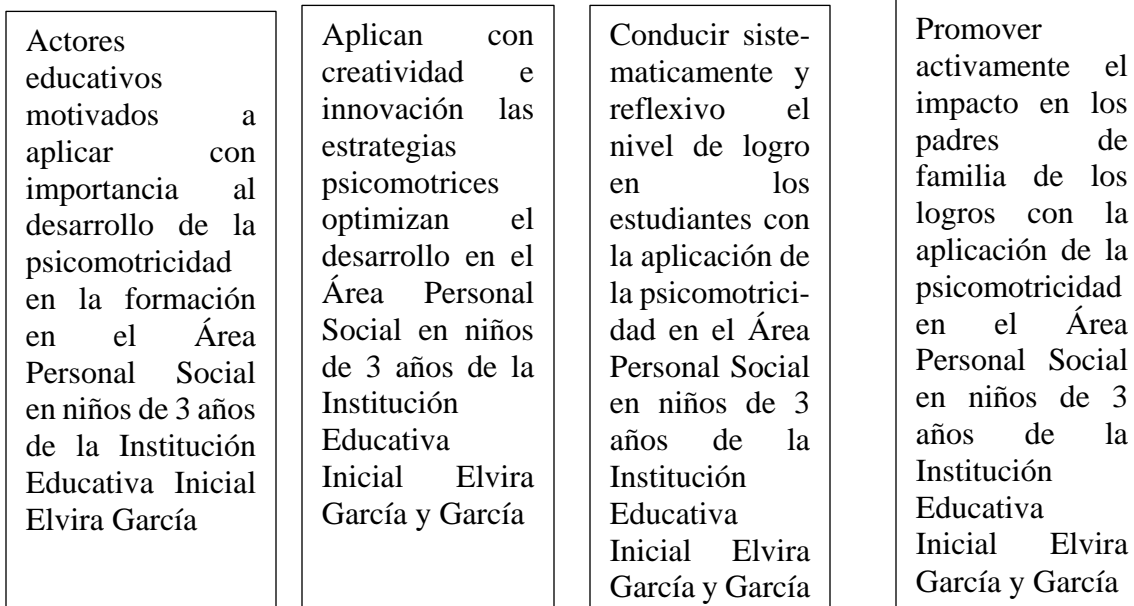 Actores
educativos
motivados a
aplicar con
importancia al
desarrollo de la
psicomotricidad
en la formación
en el Área
Personal Social
en niños de 3 años
de la Institución
Educativa Inicial
Elvira García
Aplican con
creatividad e
innovación las
estrategias
psicomotrices
optimizan el
desarrollo en el
Área Personal
Social en niños
de 3 años de la
Institución
Educativa
Inicial Elvira
García y García
Conducir siste-
maticamente y
reflexivo el
nivel de logro
en los
estudiantes con
la aplicación de
la psicomotrici-
dad en el Área
Personal Social
en niños de 3
años de la
Institución
Educativa
Inicial Elvira
García y García
Promover
activamente el
impacto en los
padres de
familia de los
logros con la
aplicación de la
psicomotricidad
en el Área
Personal Social
en niños de 3
años de la
Institución
Educativa
Inicial Elvira
García y García